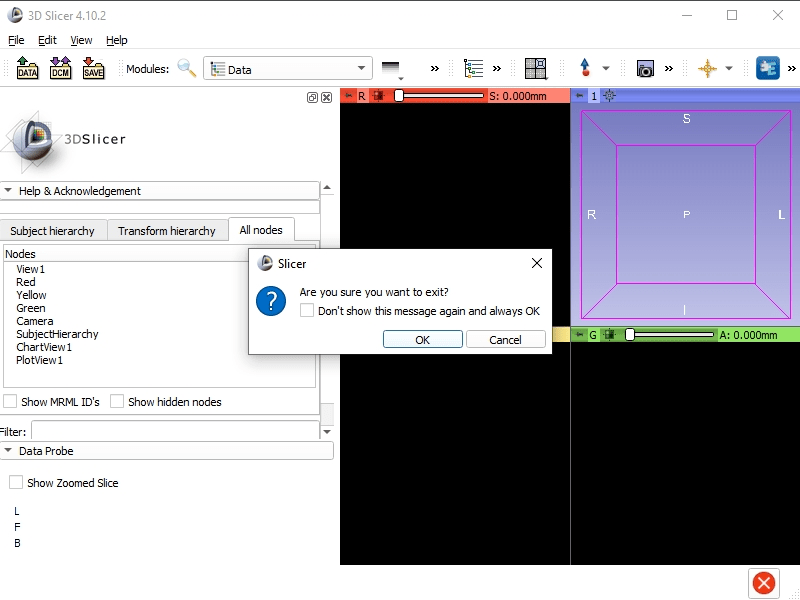 3D Slicer 4.10.2
File Edit View Help
DATA DCM SAVE Modules: Data
R S: 0.000mm
1
3DSlicer
Help & Acknowledgement
Subject hierarchy Transform hierarchy All nodes
Nodes
View1
Red
Yellow
Green
Camera
SubjectHierarchy
ChartView1
PlotView1
Show MRML ID's Show hidden nodes
Filter:
Data Probe
Show Zoomed Slice
L
F
B
S
R P L
I
Slicer
Are you sure you want to exit?
Don't show this message again and always OK
OK Cancel
G A: 0.000mm